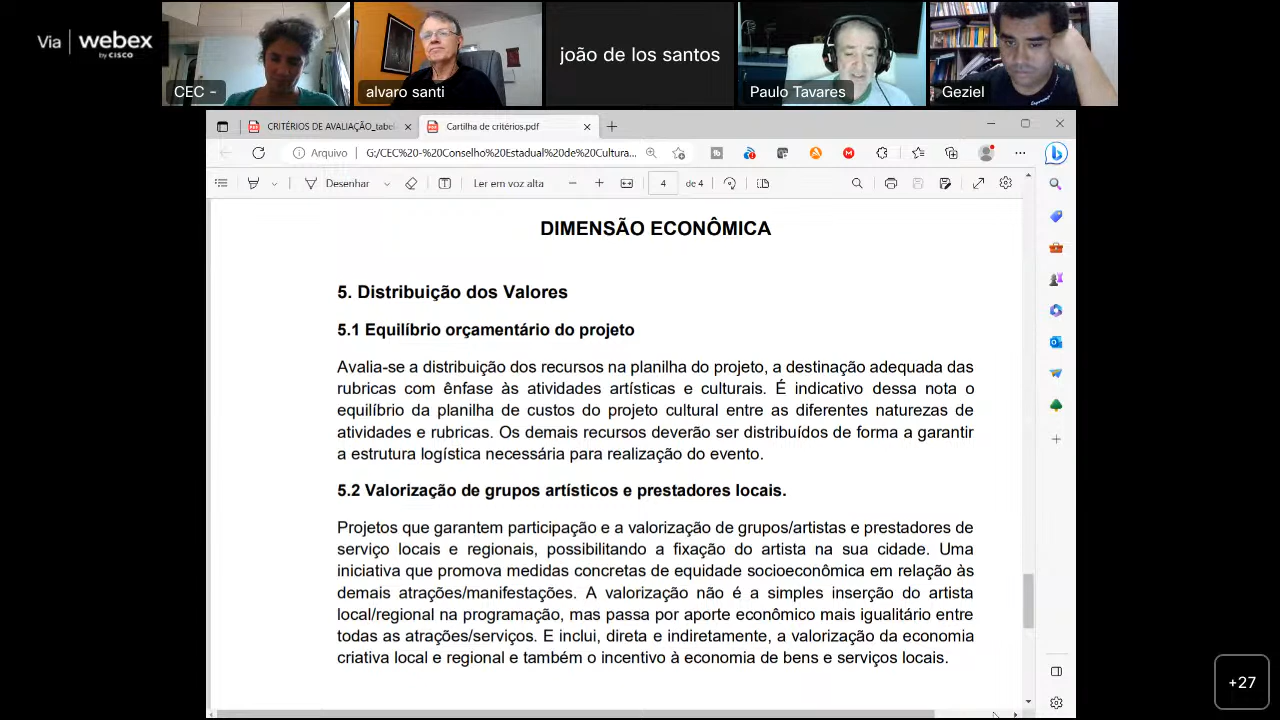 Via | webex
by CISCO
CEC -
alvaro santi
joão de los santos
Paulo Tavares
Geziel
CRITÉRIOS DE AVALIAÇÃO_tabe
Cartilha de critérios.pdf
Arquivo
G:/CEC%20-%20Conselho%20Estadual%20de%20Cultura...
Desenhar
Ler em voz alta
4
de 4
DIMENSÃO ECONÔMICA
5. Distribuição dos Valores
5.1 Equilíbrio orçamentário do projeto
Avalia-se a distribuição dos recursos na planilha do projeto, a destinação adequada das
rubricas com ênfase às atividades artísticas e culturais. É indicativo dessa nota o
equilíbrio da planilha de custos do projeto cultural entre as diferentes naturezas de
atividades e rubricas. Os demais recursos deverão ser distribuídos de forma a garantir
a estrutura logística necessária para realização do evento.
5.2 Valorização de grupos artísticos e prestadores locais.
Projetos que garantem participação e a valorização de grupos/artistas e prestadores de
serviço locais e regionais, possibilitando a fixação do artista na sua cidade. Uma
iniciativa que promova medidas concretas de equidade socioeconômica em relação às
demais atrações/manifestações. A valorização não é a simples inserção do artista
local/regional na programação, mas passa por aporte econômico mais igualitário entre
todas as atrações/serviços. E inclui, direta e indiretamente, a valorização da economia
criativa local e regional e também o incentivo à economia de bens e serviços locais.
+27